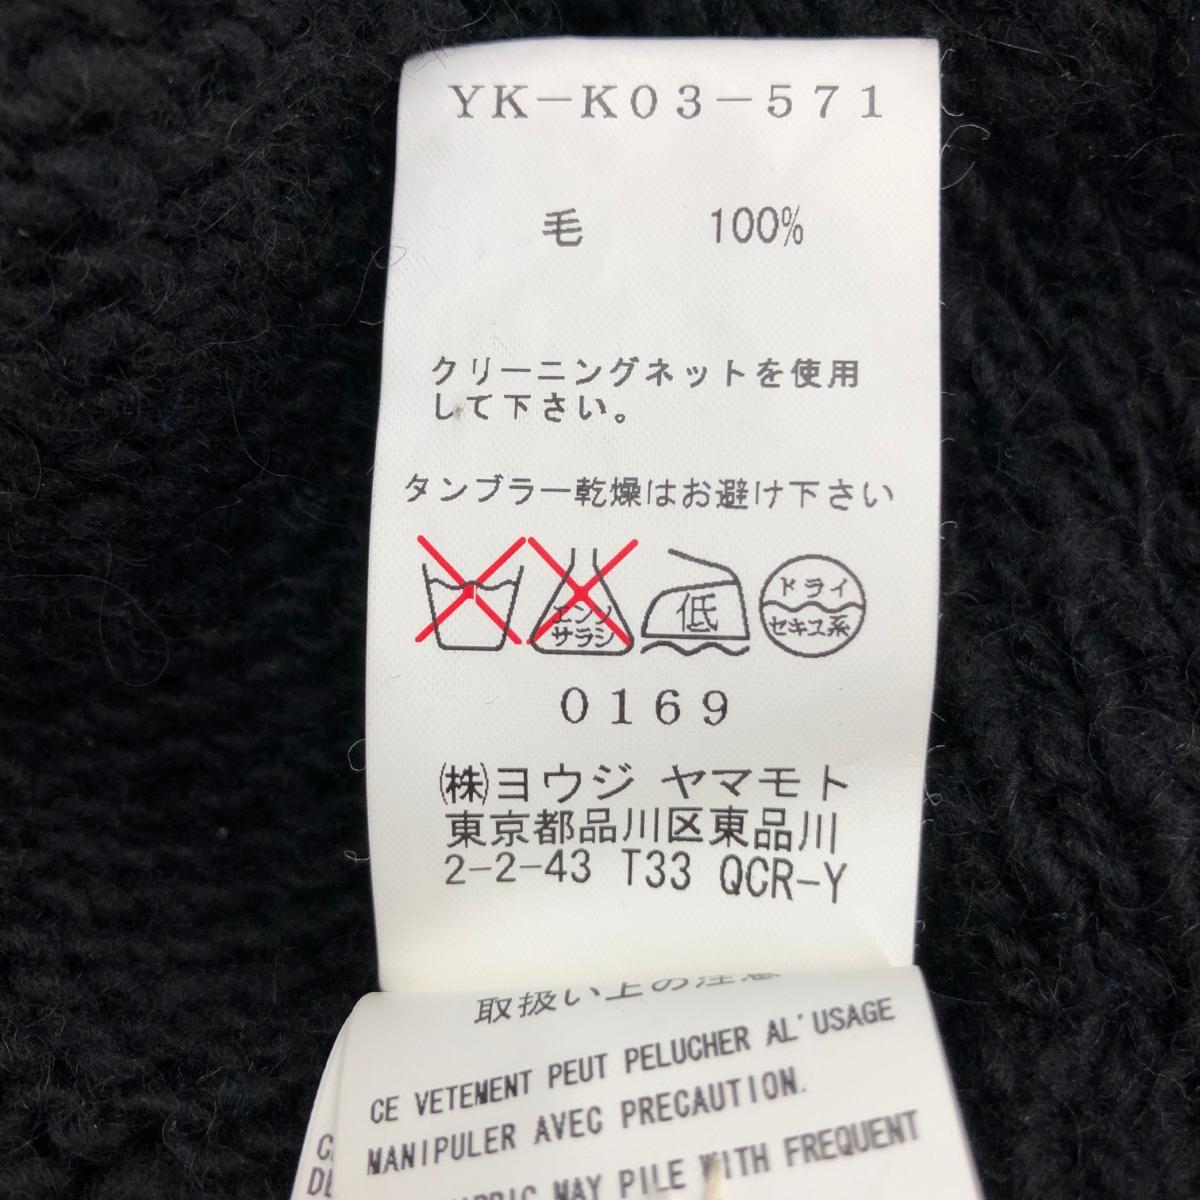 YK-K03-571
毛 100%
クリーニングネットを使用
して下さい。
タンブラー乾燥はお避け下さい
エンソ
サラシ
低
ドライ
セキユ系
0169
㈱ヨウジ ヤマモト
東京都品川区東品川
2-2-43 T33 QCR-Y
取扱い上の注意
CE VETEMENT PEUT PELUCHER AL'USAGE
MANIPULER AVEC PRECAUTION.
MAY PILE WITH FREQUENT